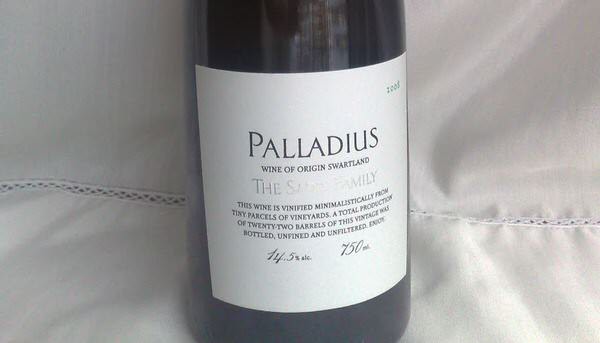 2008
PALLADIUS
WINE OF ORIGIN SWARTLAND
THE SADIE FAMILY
THIS WINE IS VINIFIED MINIMALISTICALLY FROM
TINY PARCELS OF VINEYARDS. A TOTAL PRODUCTION
OF TWENTY-TWO BARRELS OF THIS VINTAGE WAS
BOTTLED, UNFINED AND UNFILTERED. ENJOY.
14.5% alc. 750 ml.